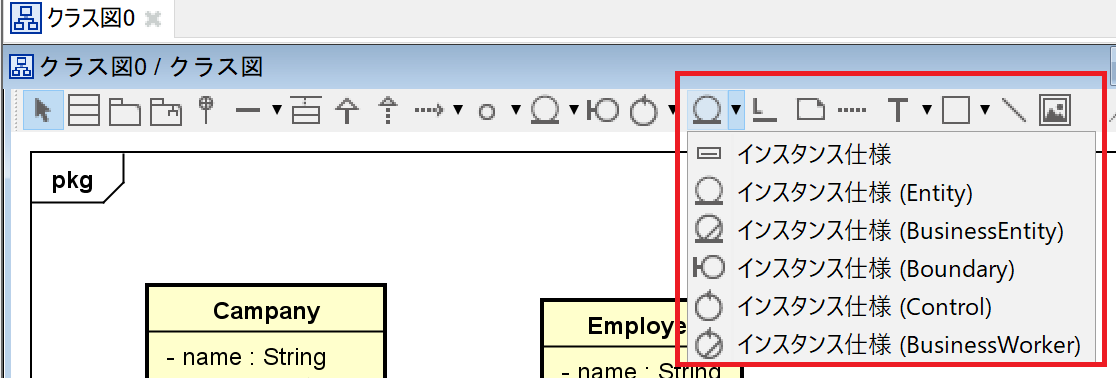 クラス図0
クラス図0 / クラス図
pkg
インスタンス仕様
インスタンス仕様 (Entity)
インスタンス仕様 (BusinessEntity)
インスタンス仕様 (Boundary)
インスタンス仕様 (Control)
インスタンス仕様 (BusinessWorker)
Campany
- name : String
Employe
- name : String